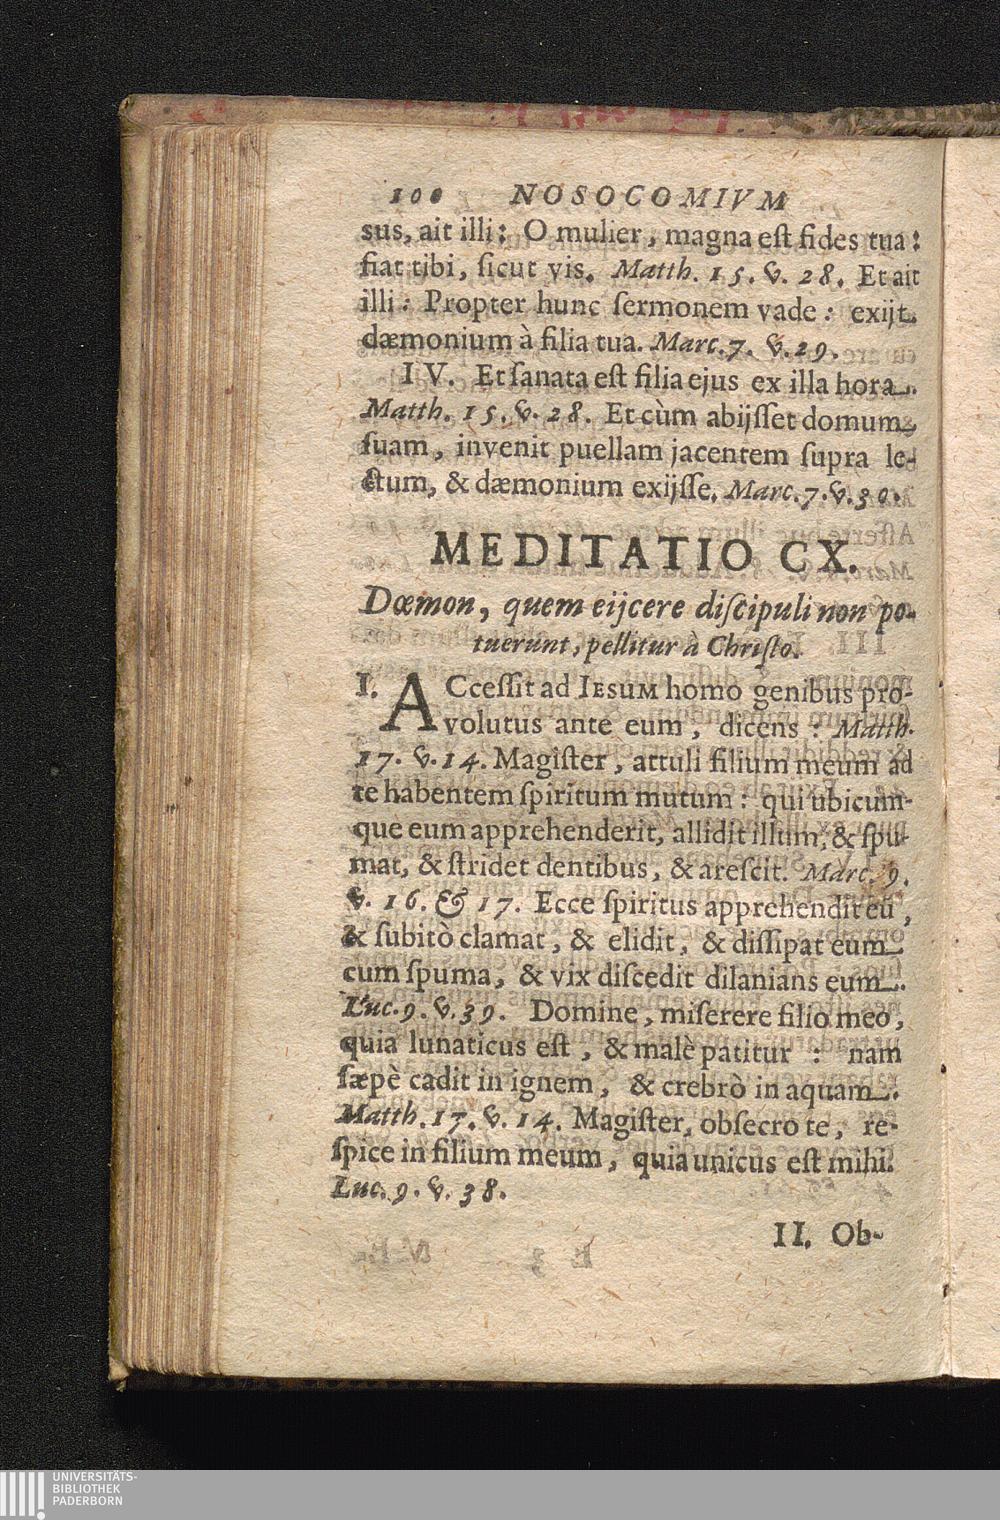 100 NOSOCOMIVM
sus, ait illi: O mulier, magna eſt fides tua:
fiat tibi, ſicut vis. Matth. 15. v. 28. Et ait
illi: Propter hunc ſermonem vade: exijt
dæmonium à filia tua. Marc. 7. v. 29.
IV. Et ſanata eſt filia ejus ex illa hora.
Matth. 15. v. 28. Et cùm abijſſet domum
ſuam, invenit puellam jacentem ſupra le-
ctum, & dæmonium exijſſe. Marc. 7. v. 30.
MEDITATIO CX.
Dœmon, quem eijcere diſcipuli non po-
tuerunt, pellitur à Chriſto.
I. ACceſſit ad IESUM homo genibus pro-
volutus ante eum, dicens: Matth.
17. v. 14. Magiſter, attuli filium meum ad
te habentem ſpiritum mutum: qui ubicum-
que eum apprehenderit, allidit illum, & ſpu-
mat, & ſtridet dentibus, & areſcit. Marc. 9.
v. 16. & 17. Ecce ſpiritus apprehendit eū,
& ſubitò clamat, & elidit, & diſſipat eum
cum ſpuma, & vix diſcedit dilanians eum.
Luc. 9. v. 39. Domine, miſerere filio meo,
quia lunaticus eſt, & malè patitur: nam
ſæpè cadit in ignem, & crebrò in aquam.
Matth. 17. v. 14. Magiſter, obſecro te, re-
ſpice in filium meum, quia unicus eſt mihi.
Luc. 9. v. 38.
II. Ob-
UNIVERSITÄTS-
BIBLIOTHEK
PADERBORN